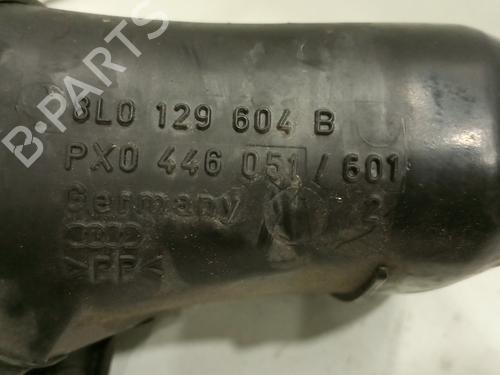 B-PARTS
8L0 129 604 B
PX0 446 051/601
Germany
>PP<